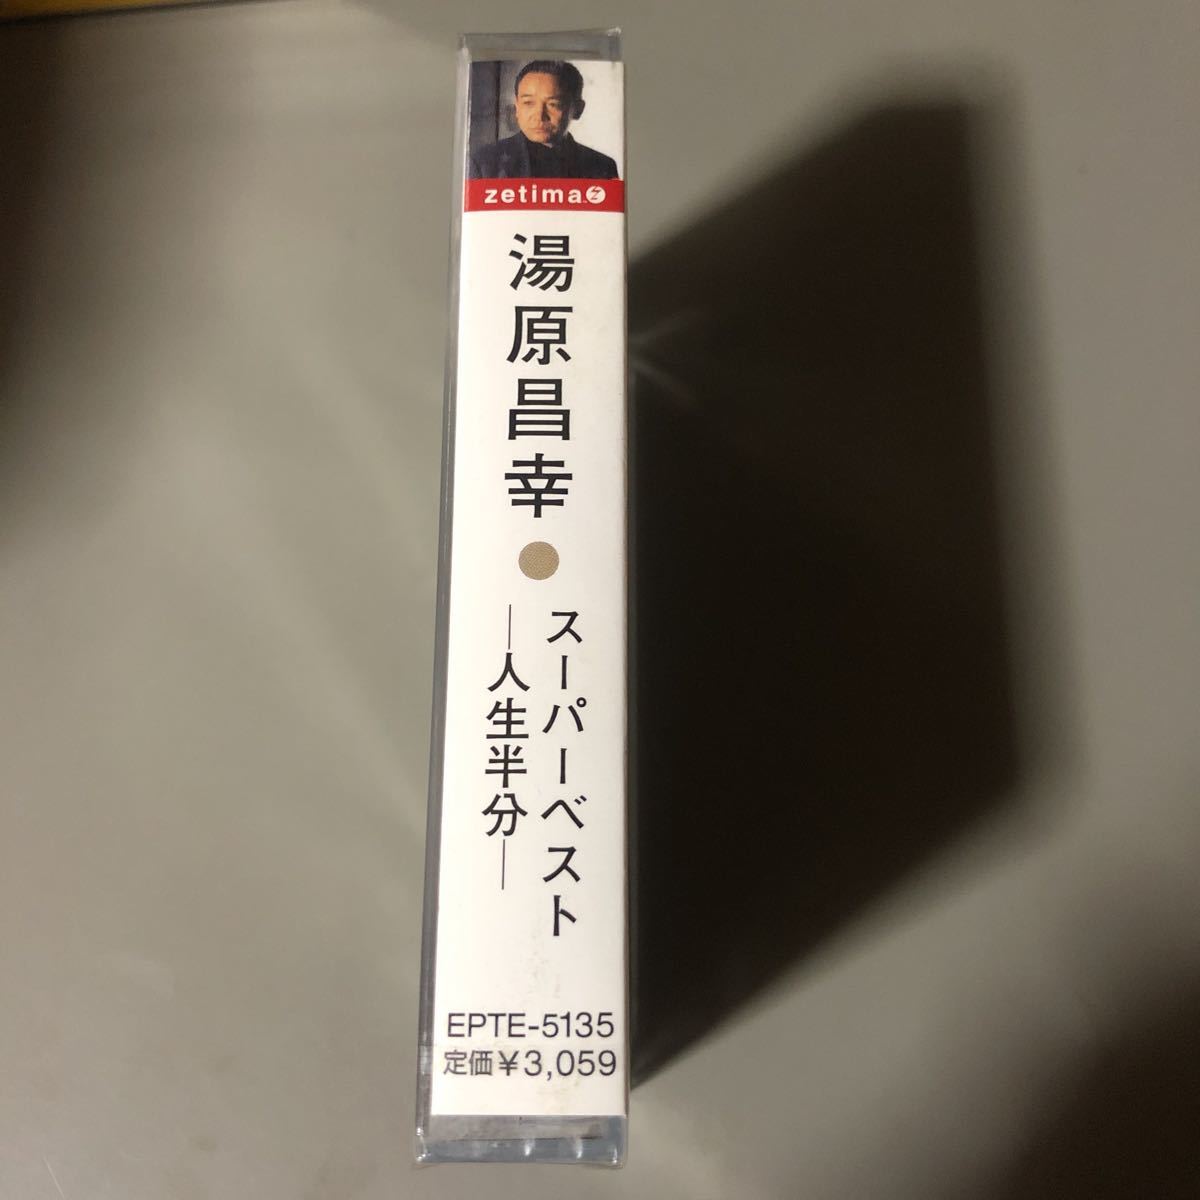 zetima
湯原昌幸
スーパーベスト
―人生半分―
EPTE-5135
定価¥3,059